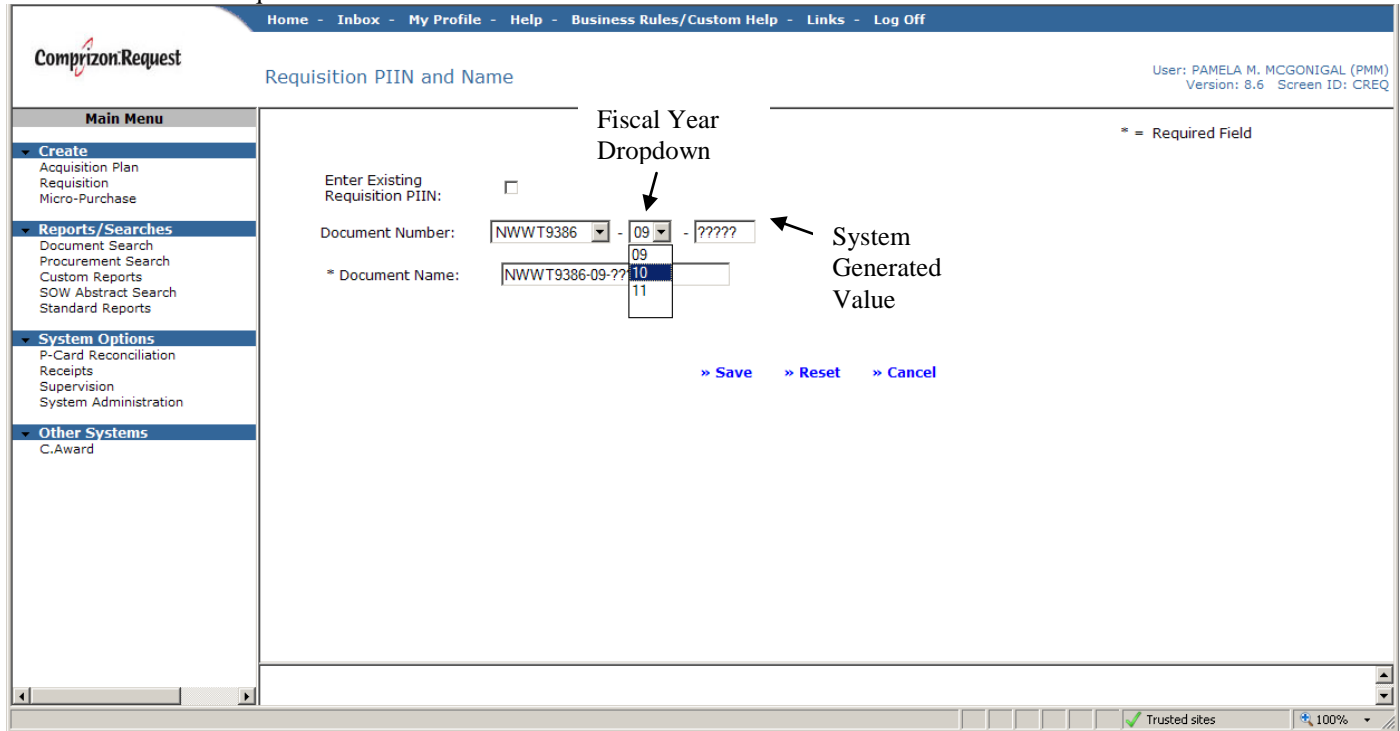 Home - Inbox - My Profile - Help - Business Rules/Custom Help - Links - Log Off
Comprizon.Request
Requisition PIIN and Name
User: PAMELA M. MCGONIGAL (PMM)
Version: 8.6 Screen ID: CREQ
Main Menu
Create
Acquisition Plan
Requisition
Micro-Purchase
Reports/Searches
Document Search
Procurement Search
Custom Reports
SOW Abstract Search
Standard Reports
System Options
P-Card Reconciliation
Receipts
Supervision
System Administration
Other Systems
C.Award
Fiscal Year
Dropdown
* = Required Field
Enter Existing
Requisition PIIN:
Document Number: NWWT9386 - 09 - ?????
09
10
11
* Document Name: NWWT9386-09-??
System
Generated
Value
» Save » Reset » Cancel
Trusted sites
100%